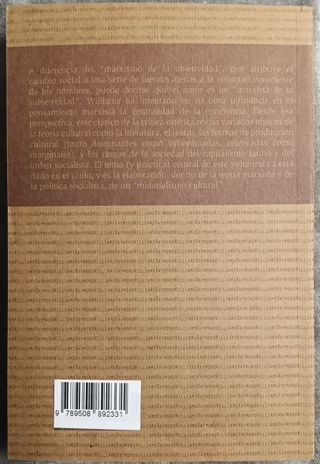 A diferencia del "marxismo de la objetividad", que atribuye el
cambio social a una serie de fuerzas ajenas a la voluntad consciente
de los hombres, puede decirse que el autor es un "marxista de la
subjetividad". Williams ha intentado en su obra introducir en el
pensamiento marxista la centralidad de la conciencia. Desde esa
perspectiva, este clásico de la crítica estética revisa variados tópicos de
la teoría cultural como la literatura, el teatro, las formas de producción
cultural (tanto dominantes como subordinadas, celebradas como
marginales), y los rasgos de la sociedad del capitalismo tardío y del
orden socialista. El tema (y práctica) central de este volumen ya está
dado en el título, y es la elaboración, dentro de la teoría marxista y de
la política socialista, de un "materialismo cultural".
9 789508 892331